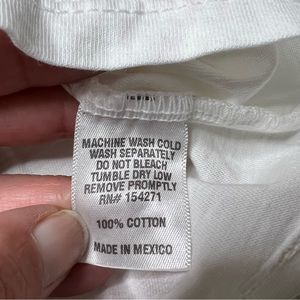 MACHINE WASH COLD
WASH SEPARATELY
DO NOT BLEACH
TUMBLE DRY LOW
REMOVE PROMPTLY
RN# 154271
100% COTTON
MADE IN MEXICO